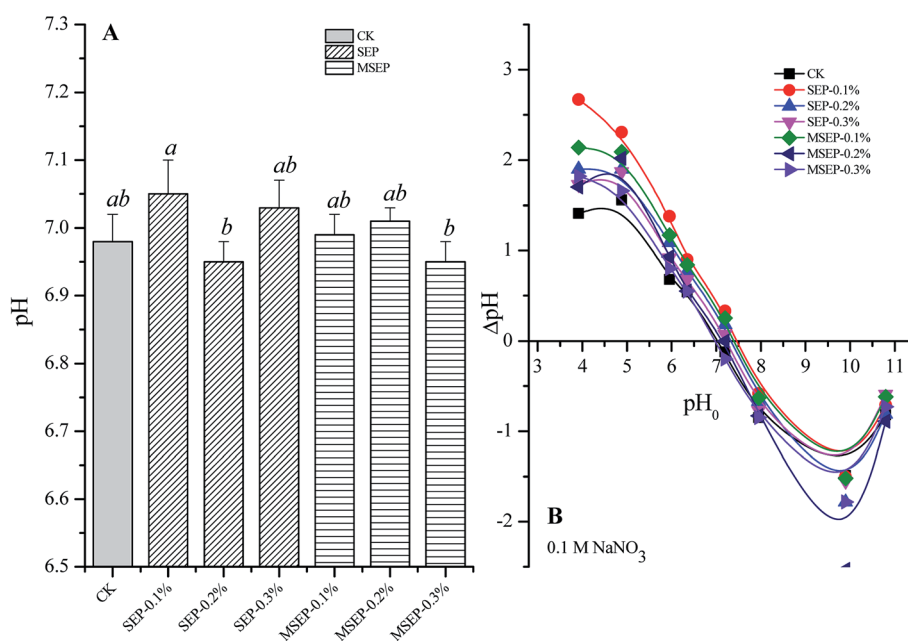 A
CK
SEP
MSEP
7.3
7.2
7.1
7.0
6.9
6.8
6.7
6.6
6.5
pH
ab
a
b
ab
ab
ab
b
CK
SEP-0.1%
SEP-0.2%
SEP-0.3%
MSEP-0.1%
MSEP-0.2%
MSEP-0.3%
CK
SEP-0.1%
SEP-0.2%
SEP-0.3%
MSEP-0.1%
MSEP-0.2%
MSEP-0.3%
3
2
1
0
-1
-2
ΔpH
3 4 5 6 7 8 9 10 11
pH₀
B
0.1 M NaNO₃